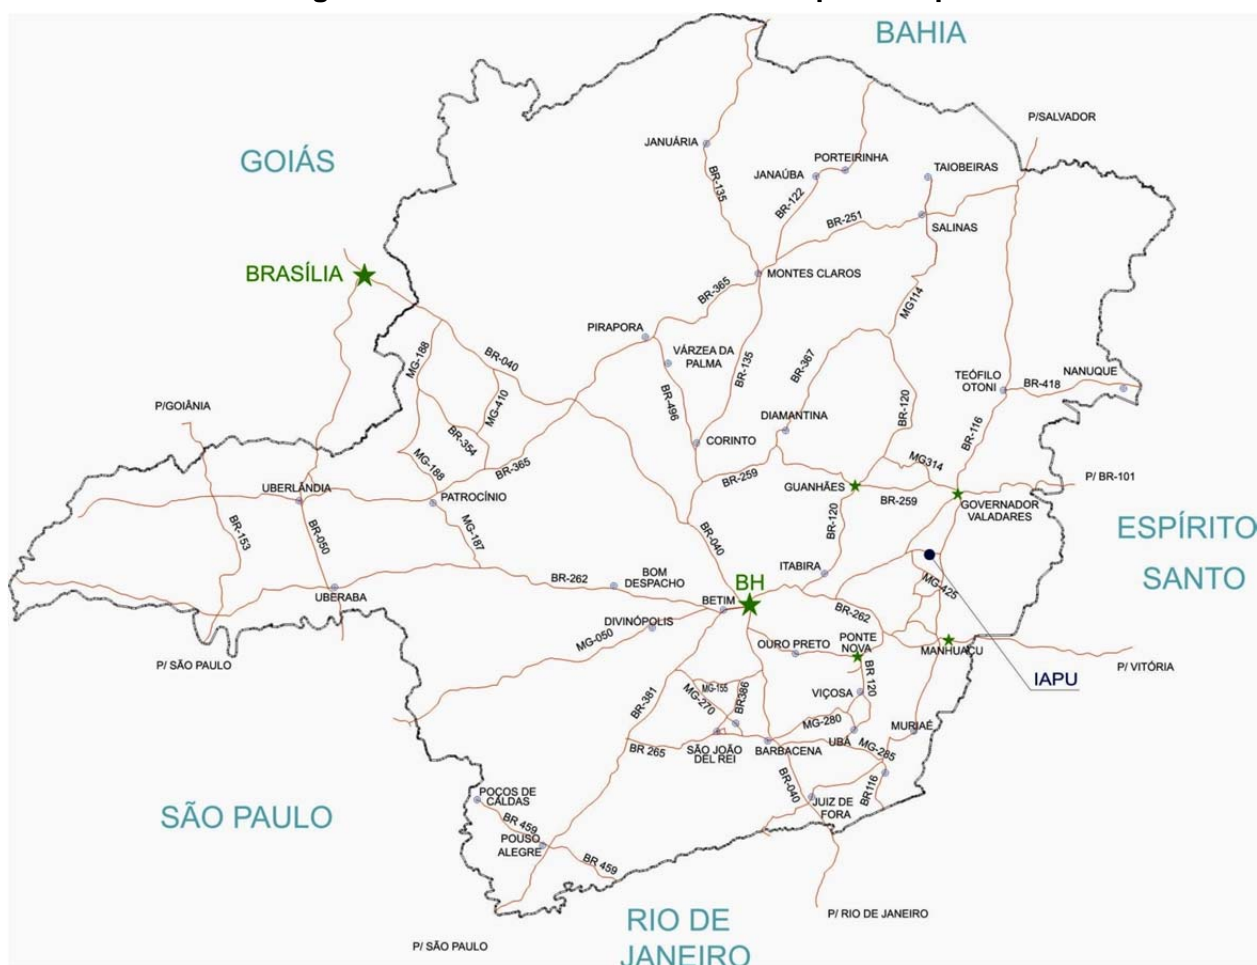 BAHIA
P/SALVADOR
JANUÁRIA
GOIÁS
PORTEIRINHA
JANAÚBA
TAIOBEIRAS
BR-135
BR-122
BR-251
SALINAS
BRASÍLIA
MONTES CLAROS
BR-365
MG114
PIRAPORA
VÁRZEA DA
PALMA
MG-188
BR-040
BR-135
BR-367
TEÓFILO
OTONI
NANUQUE
BR-418
P/GOIÂNIA
MG-410
BR-496
DIAMANTINA
BR-120
BR-354
CORINTO
BR-116
MG-188
BR-365
MG314
BR-259
P/ BR-101
UBERLÂNDIA
PATROCÍNIO
GUANHÃES
BR-259
GOVERNADOR
VALADARES
BR-153
BR-050
MG-187
BR-040
BR-120
ESPÍRITO
SANTO
ITABIRA
BOM
DESPACHO
BH
BR-262
MG-425
UBERABA
BETIM
BR-262
DIVINÓPOLIS
MG-050
OURO PRETO
PONTE
NOVA
MANHUAÇU
P/ SÃO PAULO
P/ VITÓRIA
IAPU
MG-155
BR 120
VIÇOSA
BR-381
MG-270
BR386
MG-280
MURIAÉ
BR 265
SÃO JOÃO
DEL REI
BARBACENA
UBÁ
MG-285
BR-040
BR116
POÇOS DE
CALDAS
JUIZ DE
FORA
SÃO PAULO
BR 459
POUSO
ALEGRE
BR 459
RIO DE
JANEIRO
P/ RIO DE JANEIRO
P/ SÃO PAULO